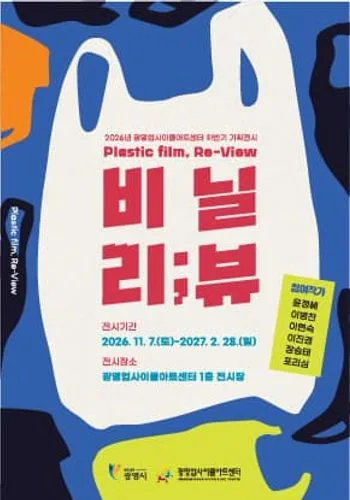 2026년 광명업사이클아트센터 하반기 기획전시
Plastic film, Re-View
비닐
리;뷰
Plastic film, Re-View
전시기간
2026. 11. 7.(토)-2027. 2. 28.(일)
전시장소
광명업사이클아트센터 1층 전시장
참여작가
윤정혜
이병찬
이현숙
이진경
장승태
포리심
광명시
광명업사이클아트센터